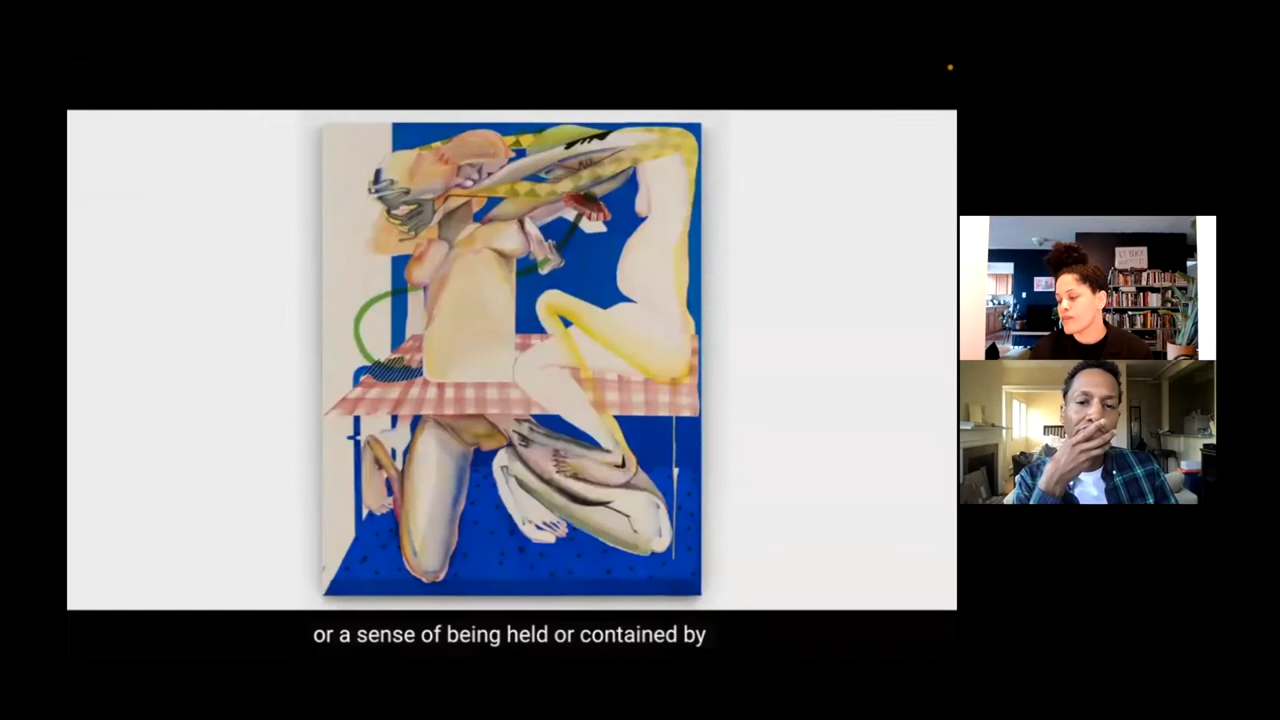 or a sense of being held or contained by